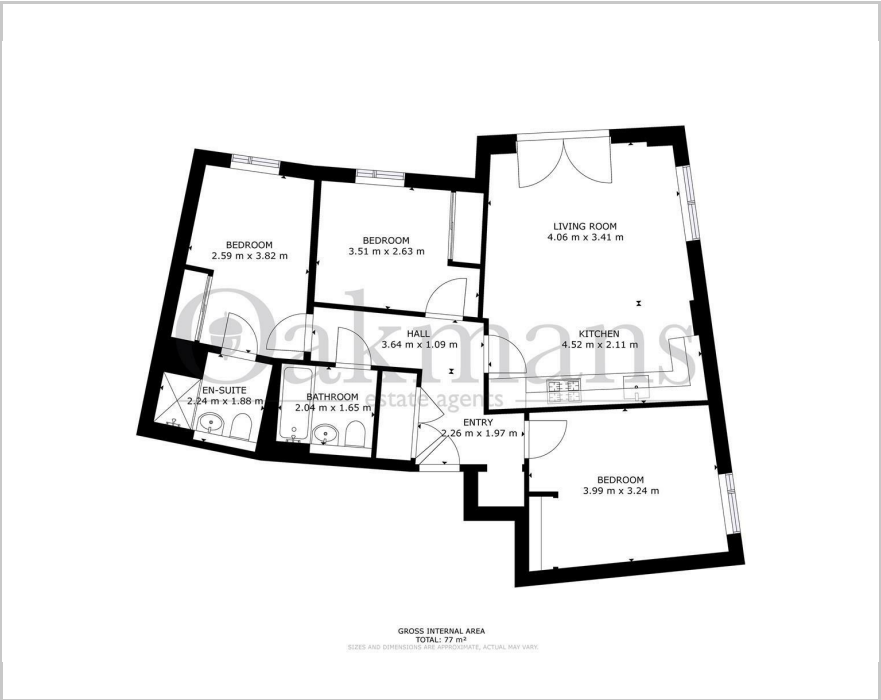 LIVING ROOM
4.06 m x 3.41 m
BEDROOM
2.59 m x 3.82 m
BEDROOM
3.51 m x 2.63 m
Oakmans
estate agents
HALL
3.64 m x 1.09 m
KITCHEN
4.52 m x 2.11 m
EN-SUITE
2.24 m x 1.88 m
BATHROOM
2.04 m x 1.65 m
ENTRY
2.26 m x 1.97 m
BEDROOM
3.99 m x 3.24 m
GROSS INTERNAL AREA
TOTAL: 77 m²
SIZES AND DIMENSIONS ARE APPROXIMATE, ACTUAL MAY VARY.